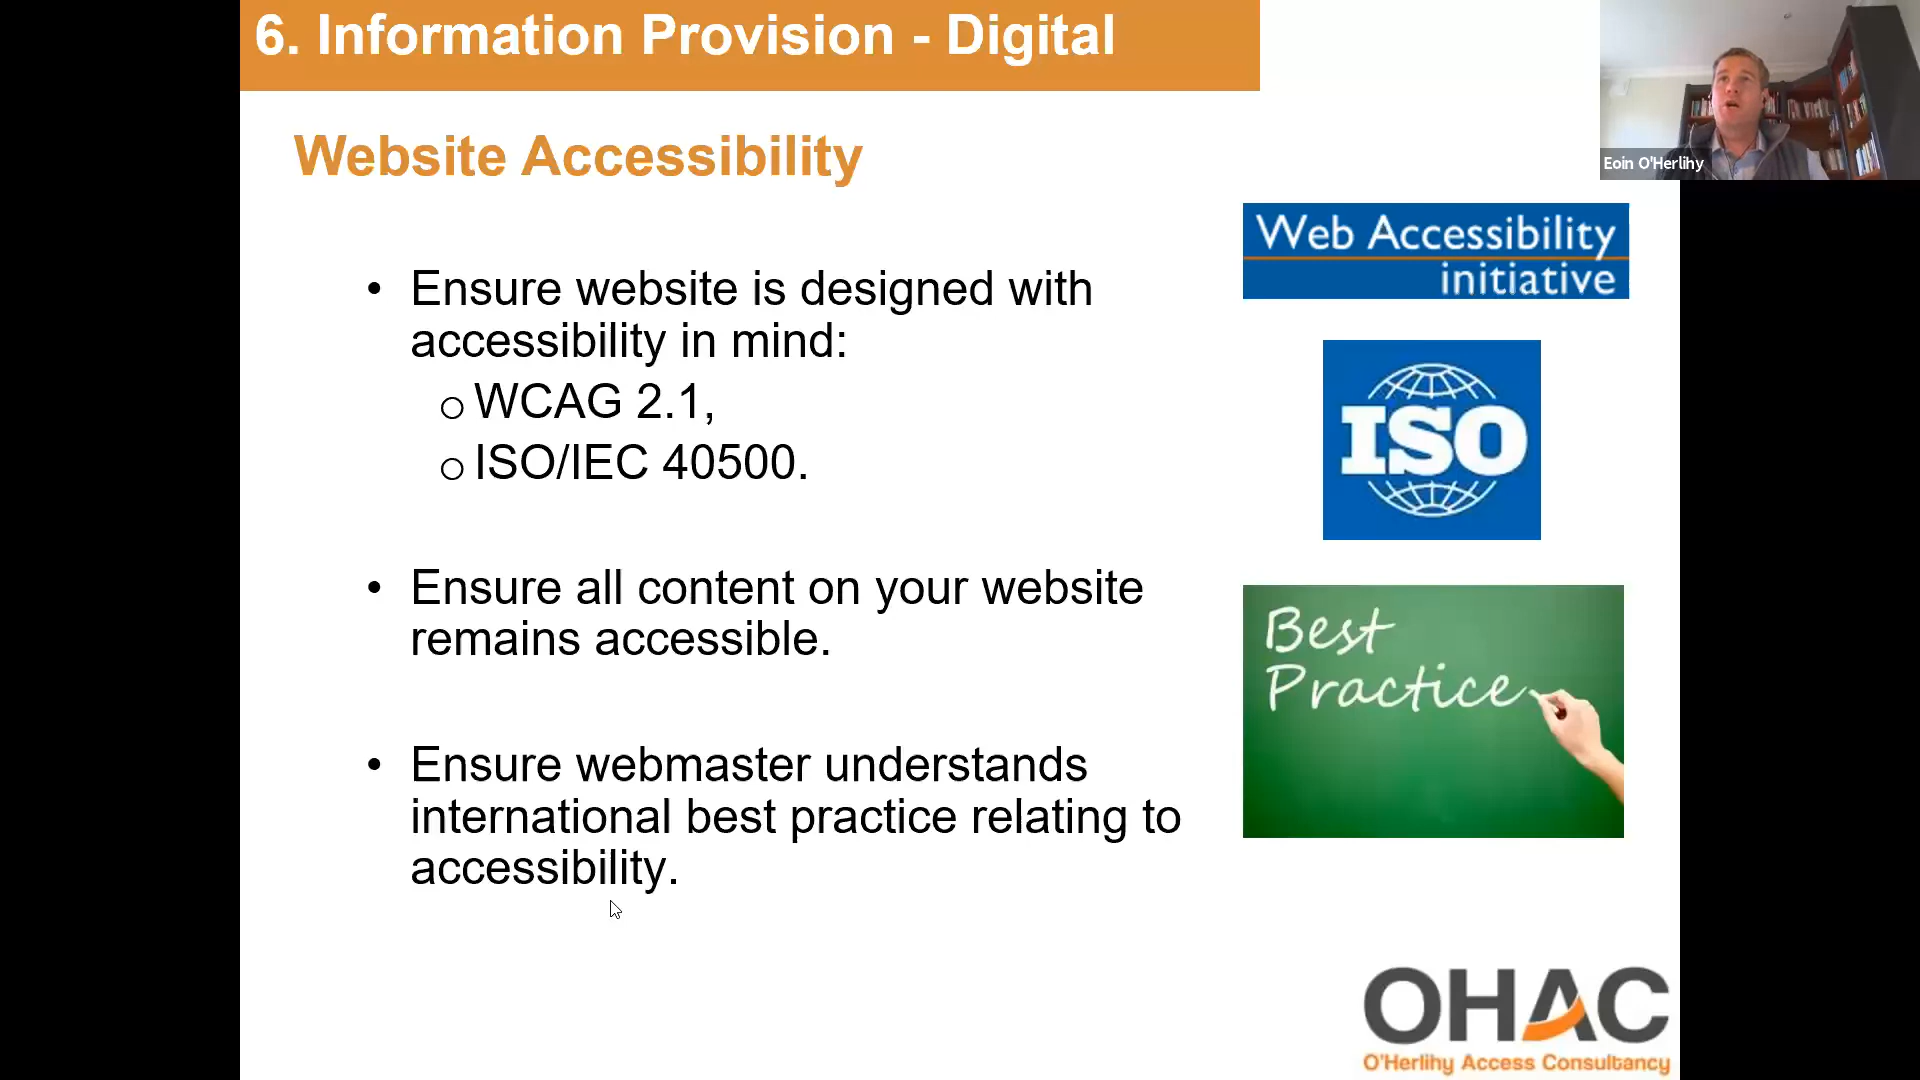 6. Information Provision - Digital
Eoin O'Herlihy
Website Accessibility
• Ensure website is designed with
accessibility in mind:
o WCAG 2.1,
o ISO/IEC 40500.
• Ensure all content on your website
remains accessible.
• Ensure webmaster understands
international best practice relating to
accessibility.
Web Accessibility
initiative
ISO
Best
Practice
OHAC
O'Herlihy Access Consultancy